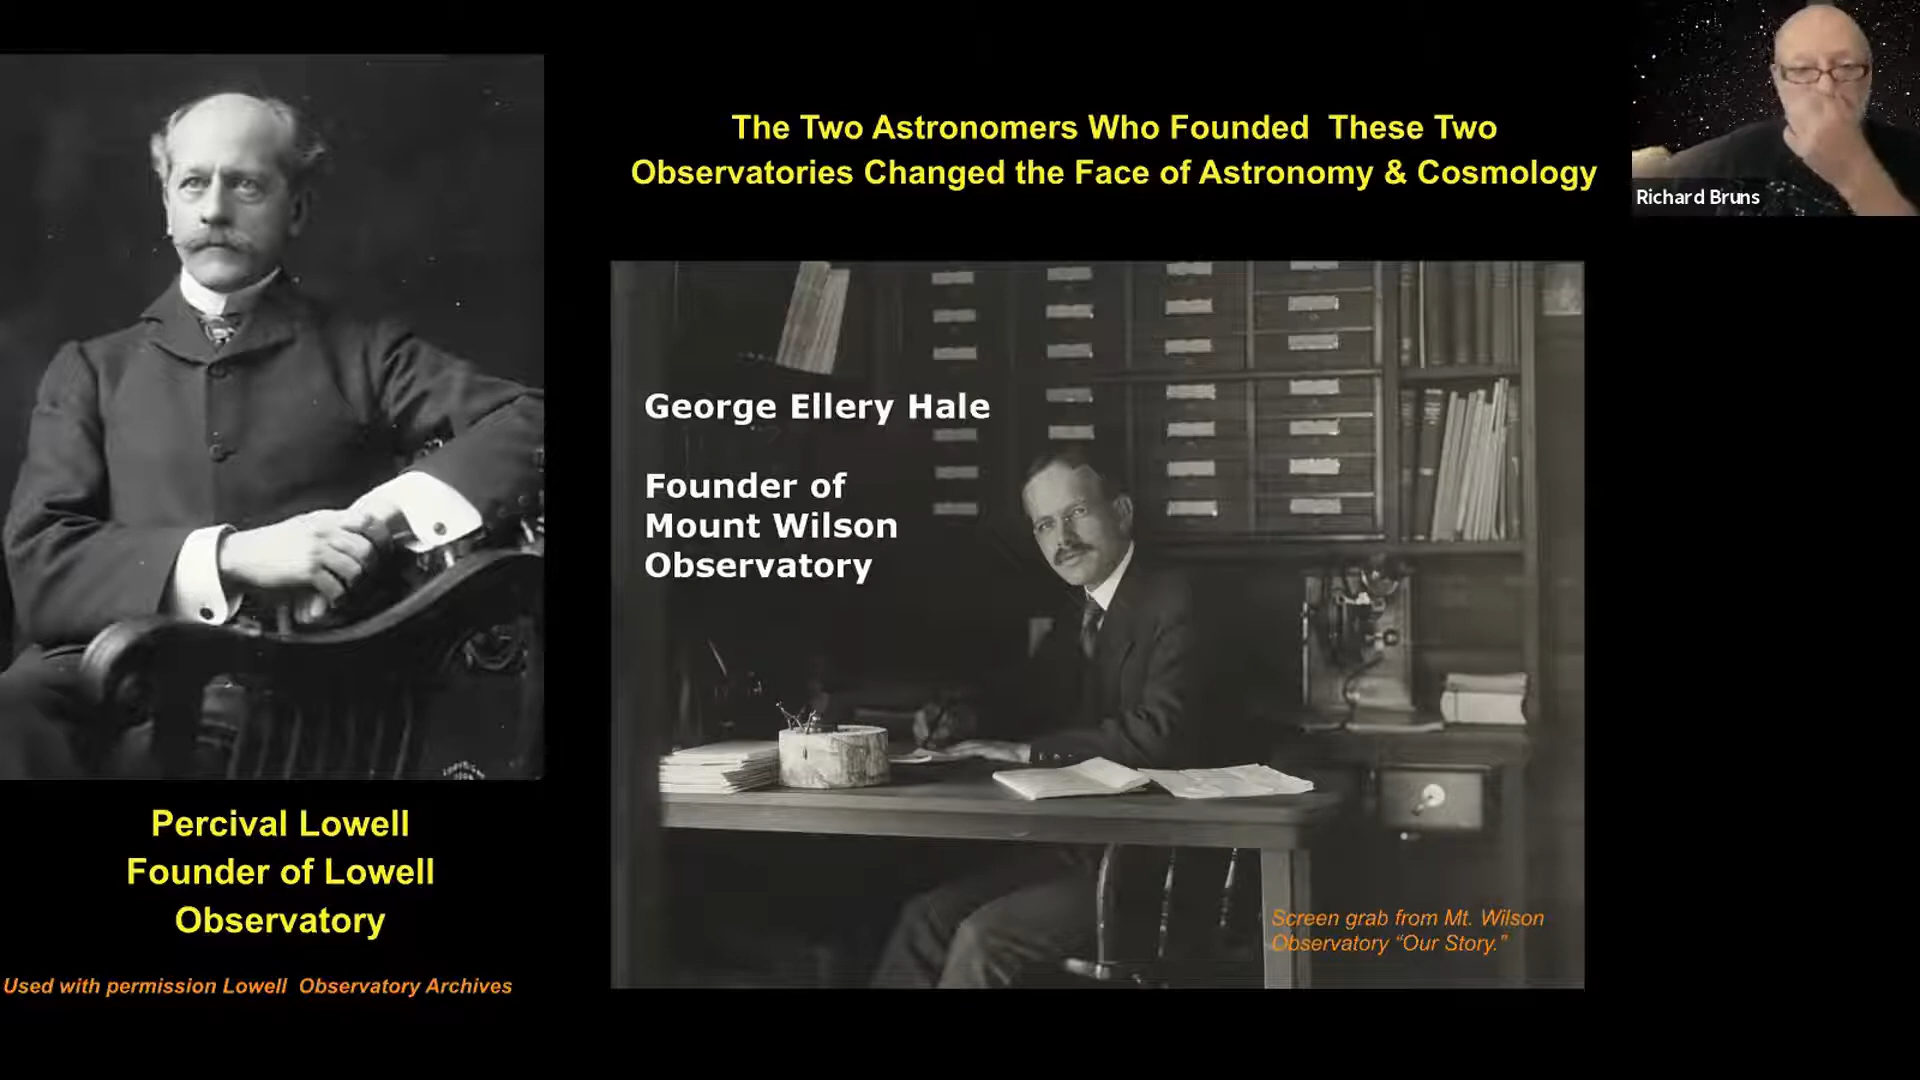 The Two Astronomers Who Founded  These Two
Observatories Changed the Face of Astronomy & Cosmology
Richard Bruns
George Ellery Hale
Founder of
Mount Wilson
Observatory
Screen grab from Mt. Wilson
Observatory “Our Story.”
Percival Lowell
Founder of Lowell
Observatory
Used with permission Lowell  Observatory Archives